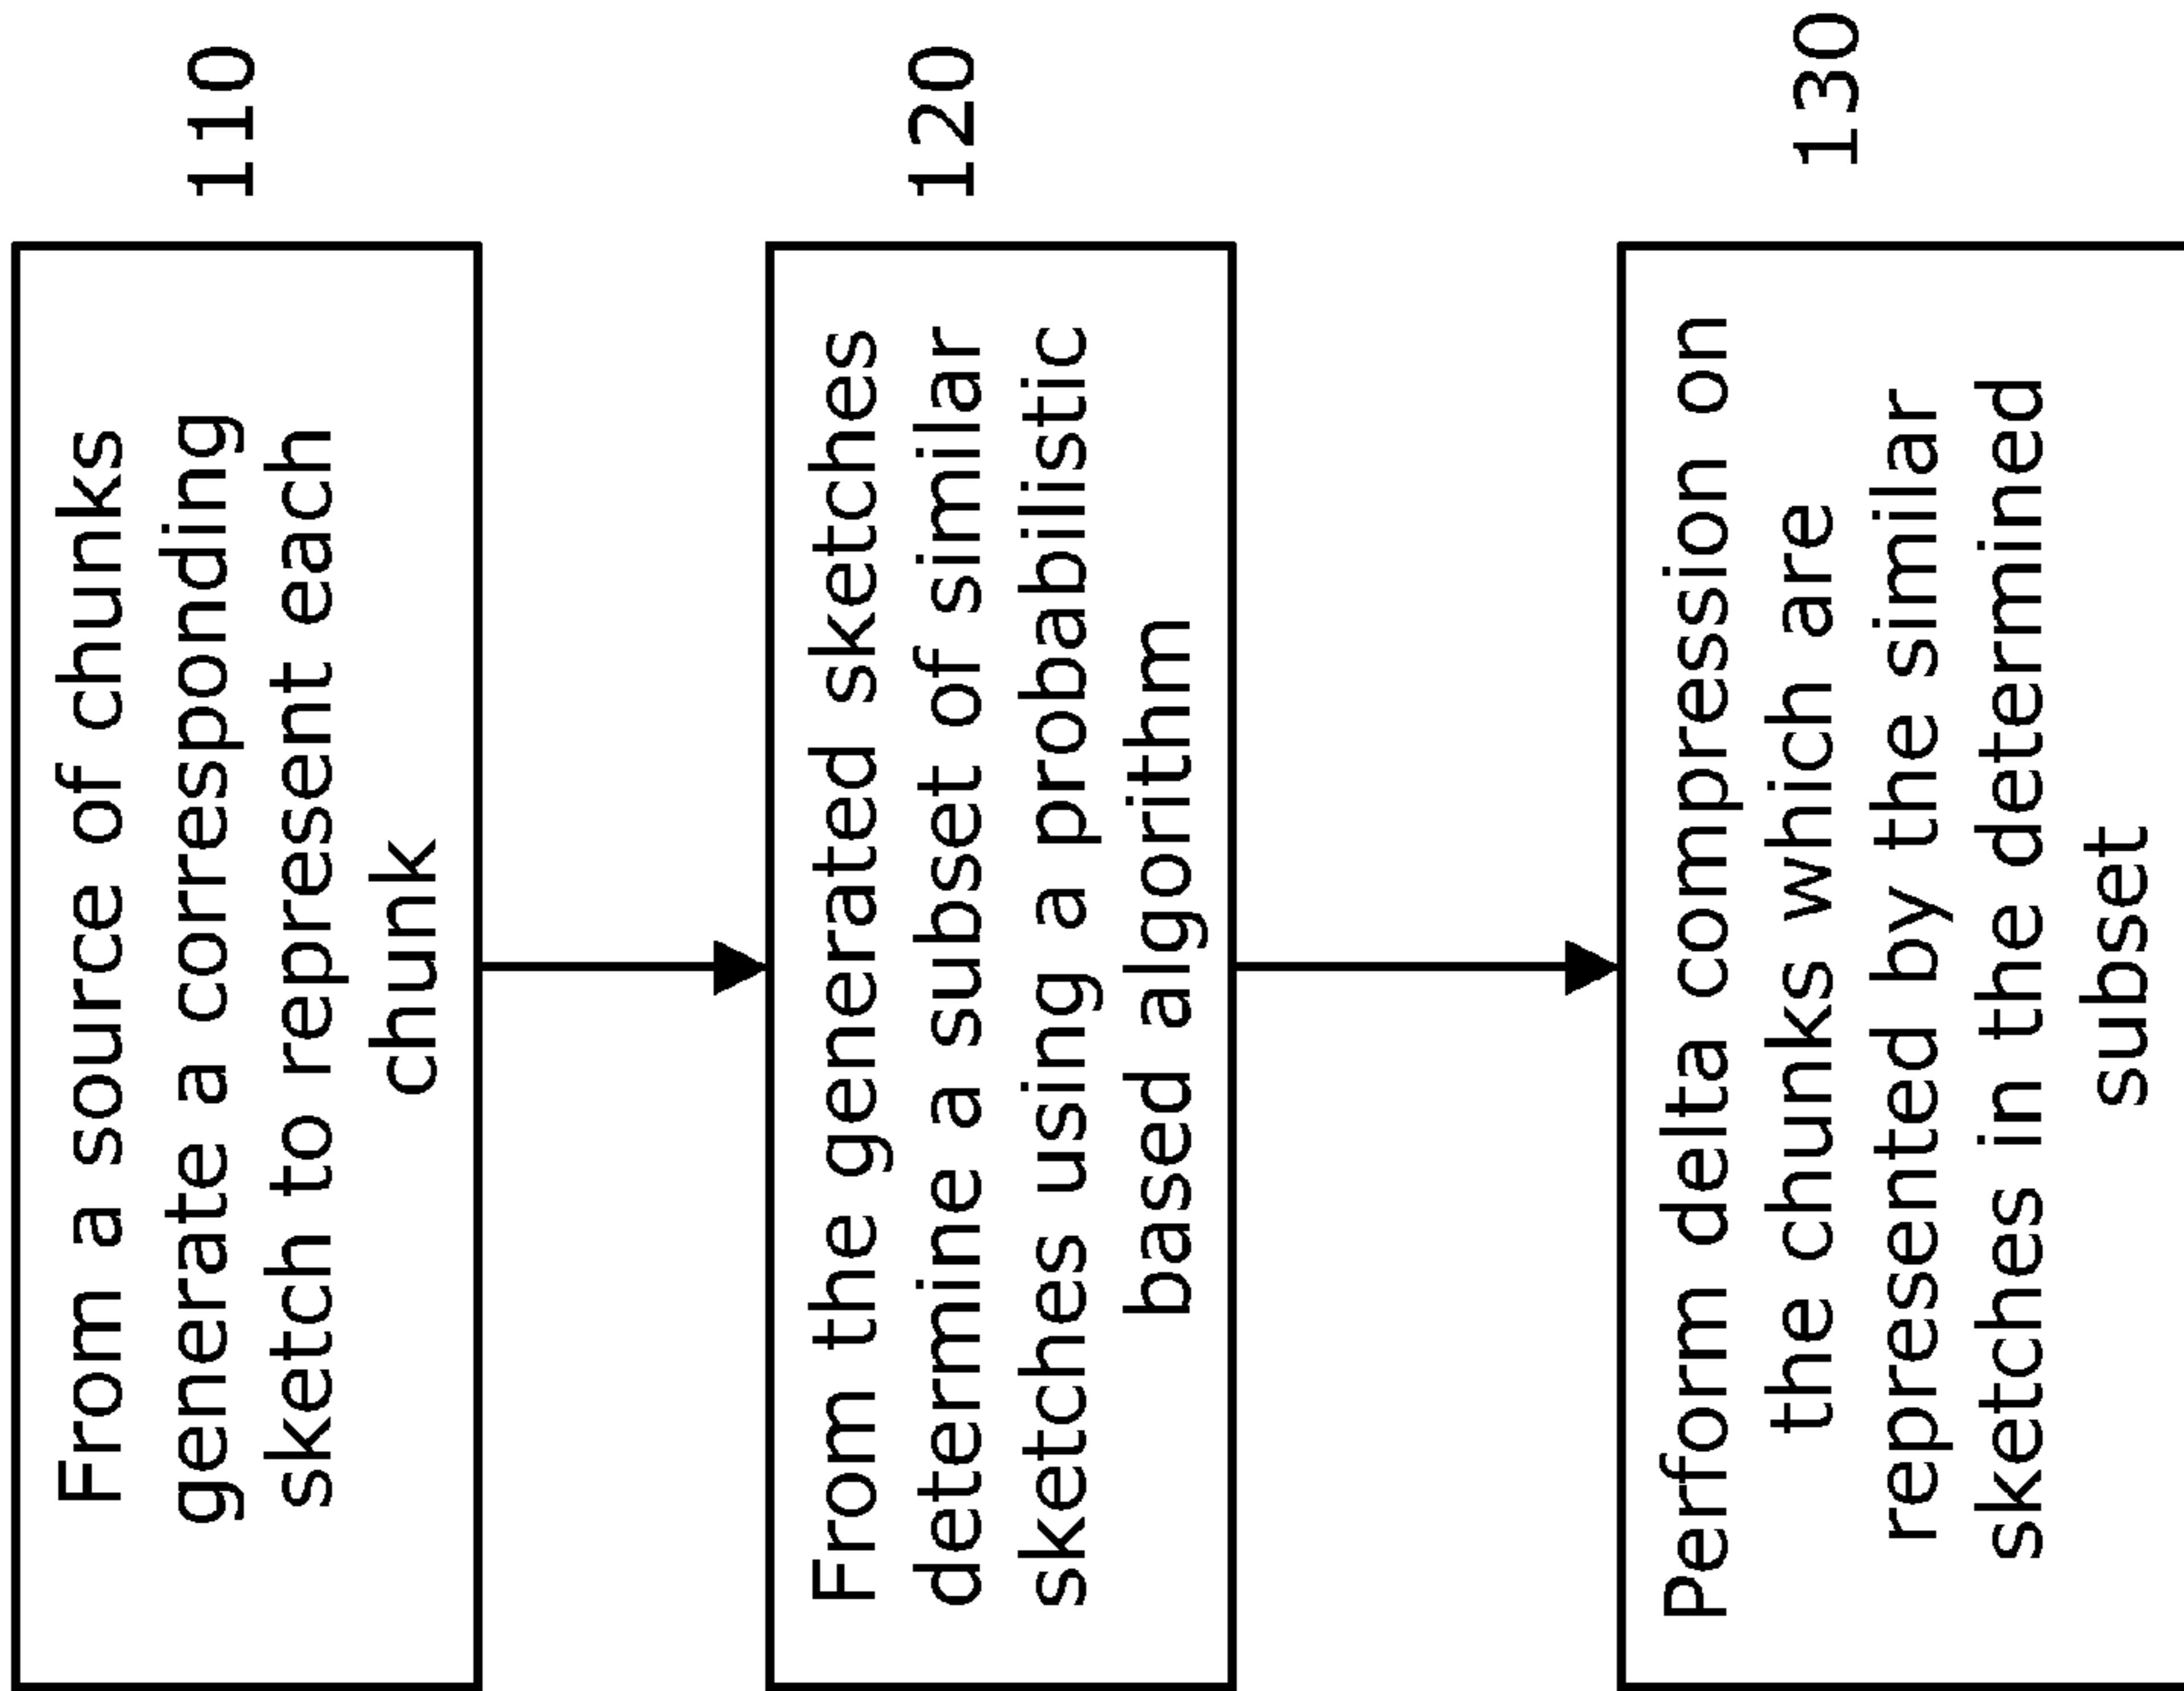 From a source of chunks
generate a corresponding
sketch to represent each
chunk
110
From the generated sketches
determine a subset of similar
sketches using a probabilistic
based algorithm
120
Perform delta compression on
the chunks which are
represented by the similar
sketches in the determined
subset
130